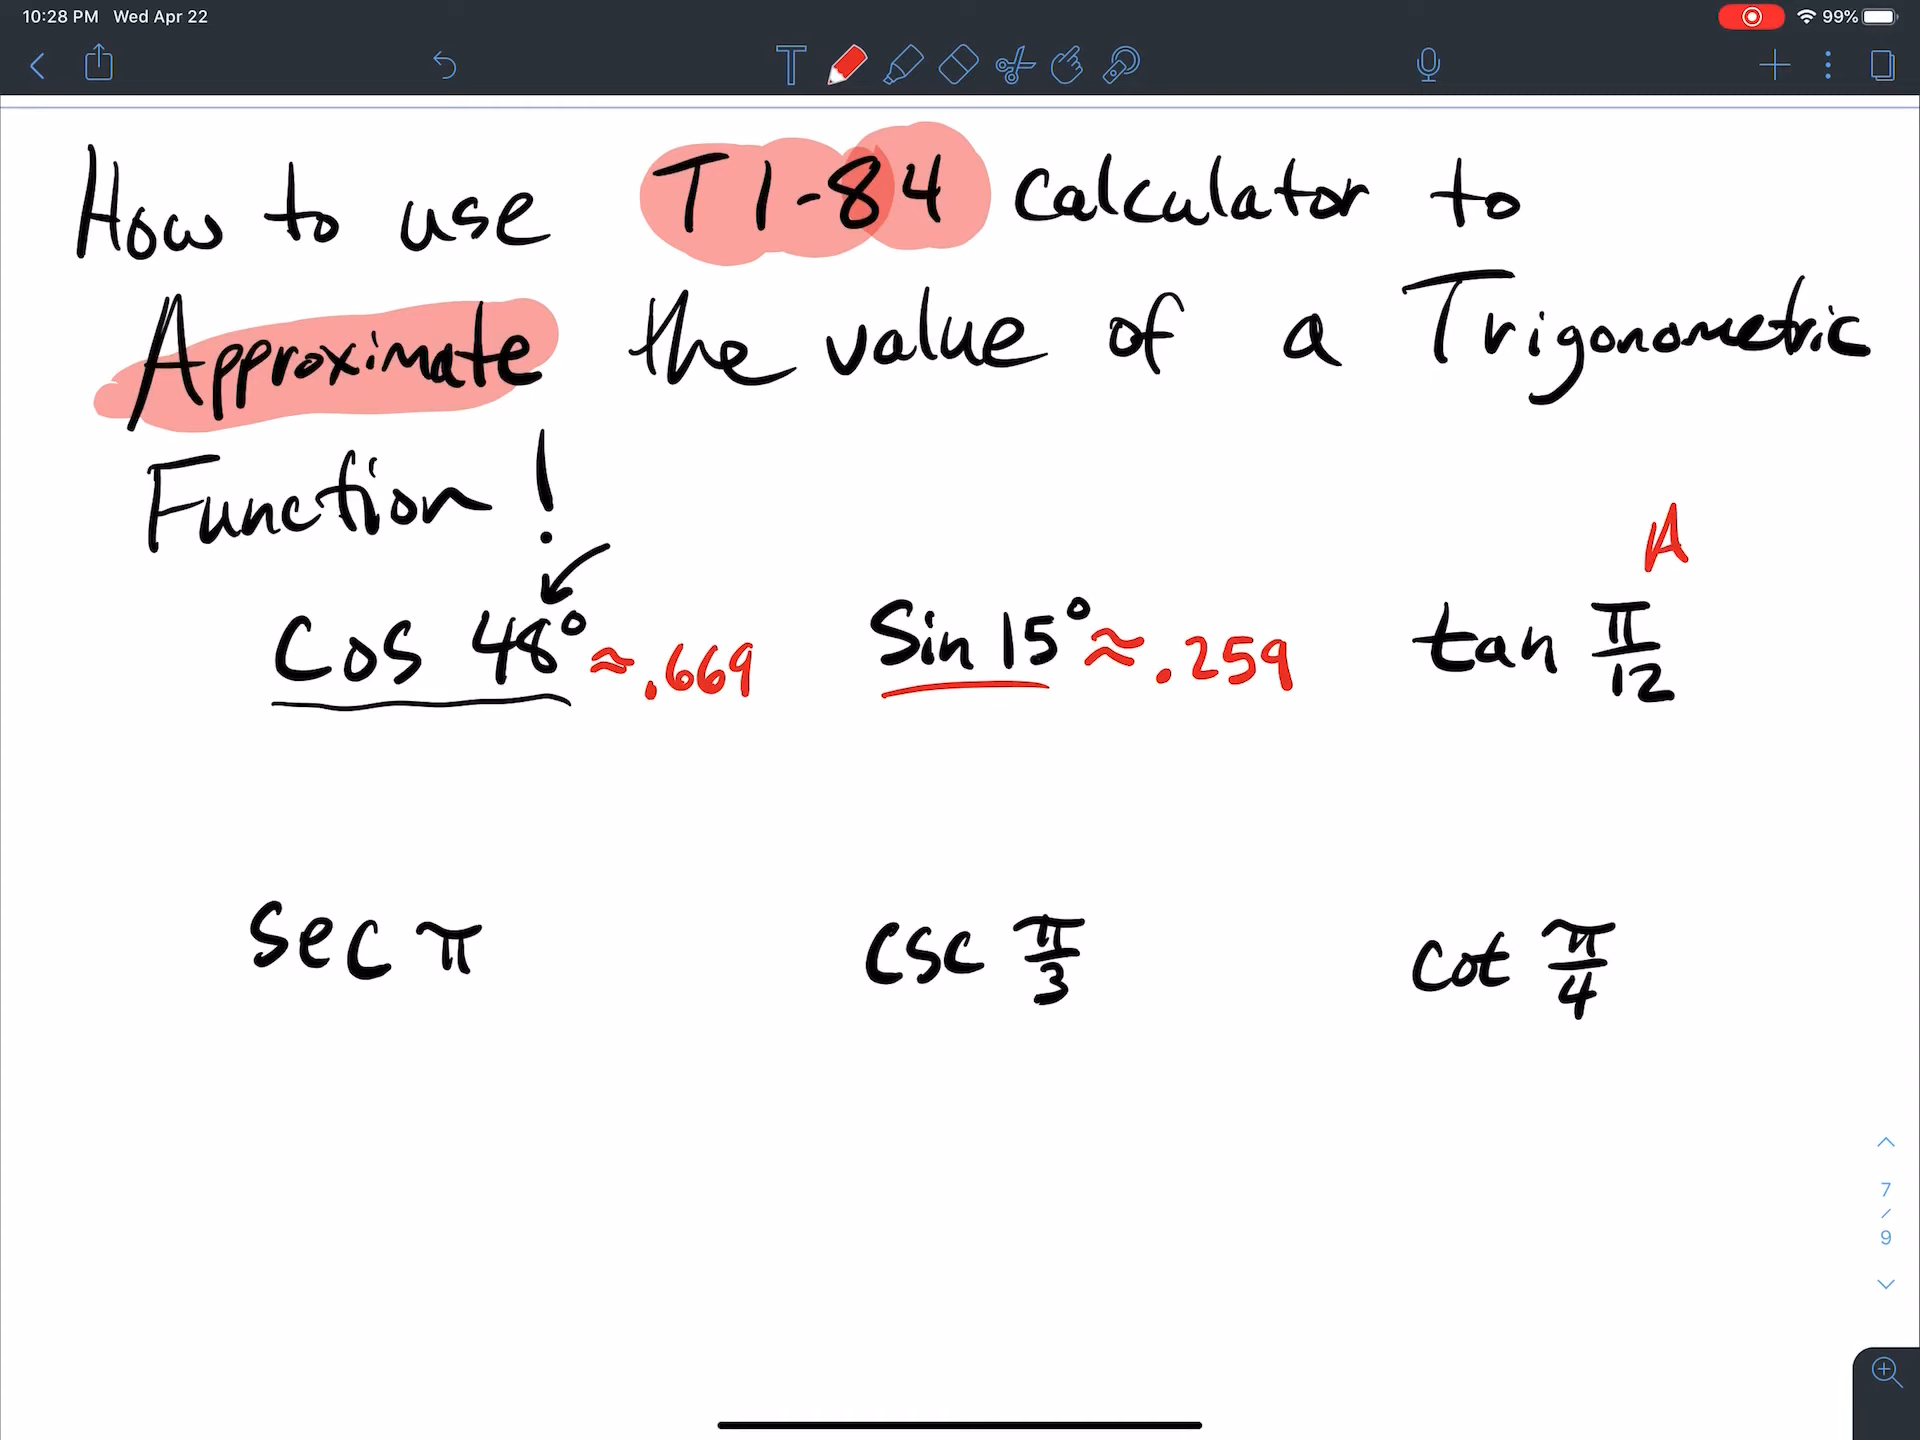 10:28 PM Wed Apr 22 99%
How to use TI-84 calculator to
Approximate the value of a Trigonometric
Function!
A
Cos 48° ≈ .669 Sin 15° ≈ .259 tan π/12
sec π csc π/3 cot π/4
7
/
9